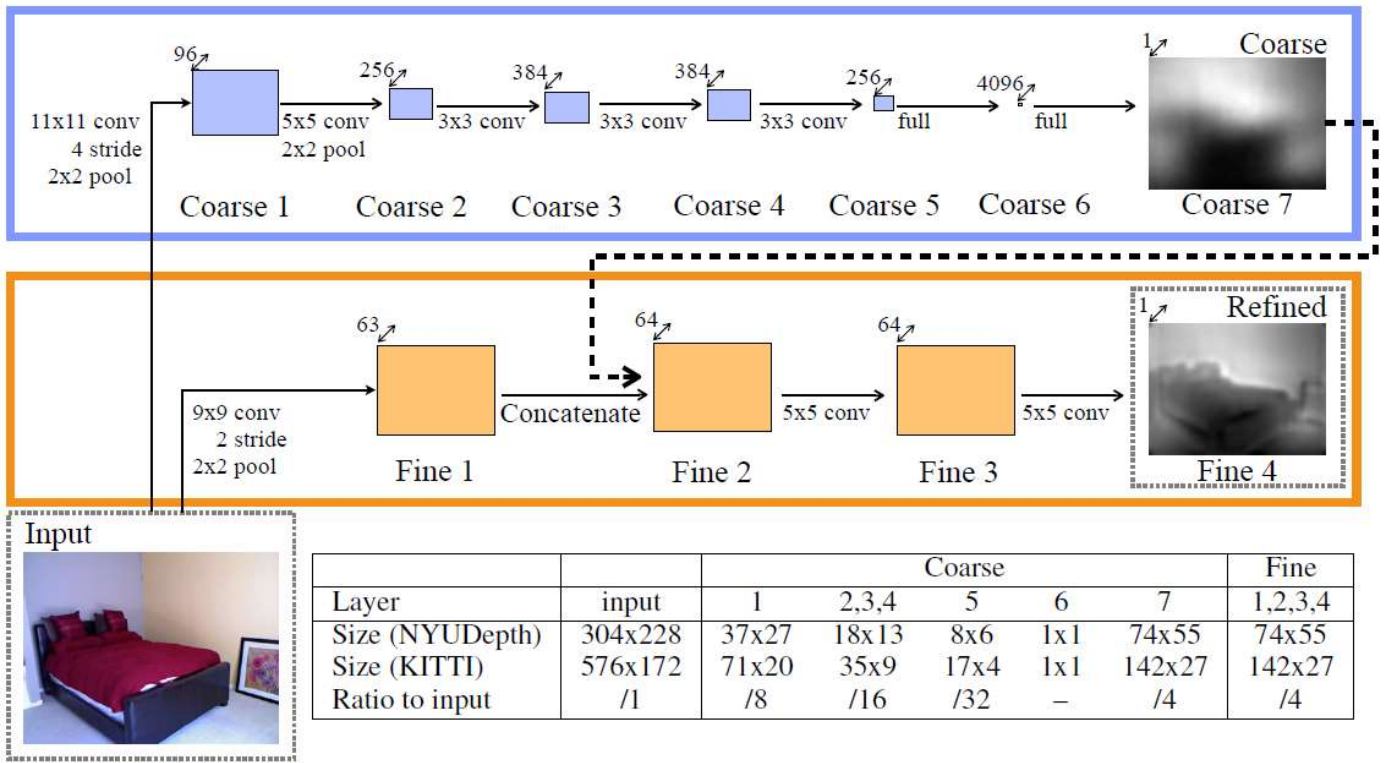 96
256
384
384
256
4096
1
Coarse
11x11 conv
4 stride
2x2 pool
5x5 conv
2x2 pool
3x3 conv
3x3 conv
3x3 conv
full
full
Coarse 1
Coarse 2
Coarse 3
Coarse 4
Coarse 5
Coarse 6
Coarse 7
63
64
64
1
Refined
9x9 conv
2 stride
2x2 pool
Concatenate
5x5 conv
5x5 conv
Fine 1
Fine 2
Fine 3
Fine 4
Input
Coarse Fine
Layer input 1 2,3,4 5 6 7 1,2,3,4
Size (NYUDepth) 304x228 37x27 18x13 8x6 1x1 74x55 74x55
Size (KITTI) 576x172 71x20 35x9 17x4 1x1 142x27 142x27
Ratio to input /1 /8 /16 /32 – /4 /4